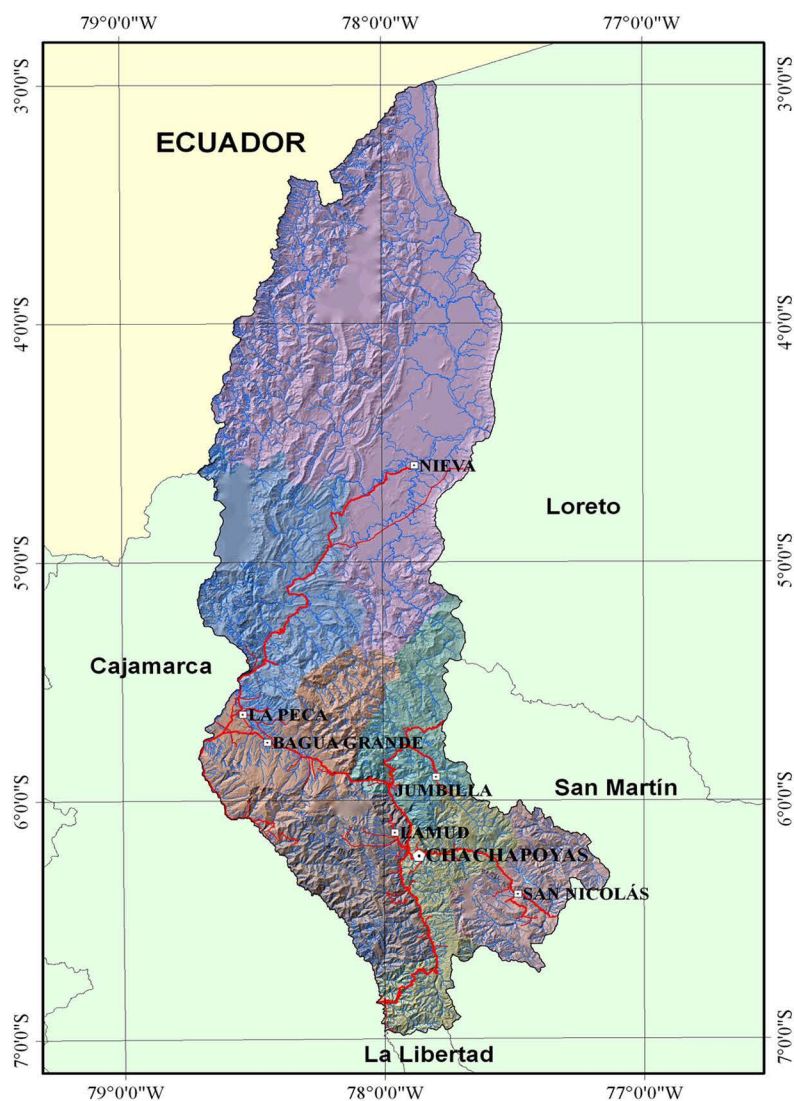 79°0'0"W 78°0'0"W 77°0'0"W
3°0'0"S 3°0'0"S
ECUADOR
4°0'0"S 4°0'0"S
NIEVA
Loreto
5°0'0"S 5°0'0"S
Cajamarca
LA PECA
BAGUA GRANDE
San Martín
JUMBILLA
6°0'0"S 6°0'0"S
LAMUD
CHACHAPOYAS
SAN NICOLÁS
7°0'0"S 7°0'0"S
La Libertad
79°0'0"W 78°0'0"W 77°0'0"W